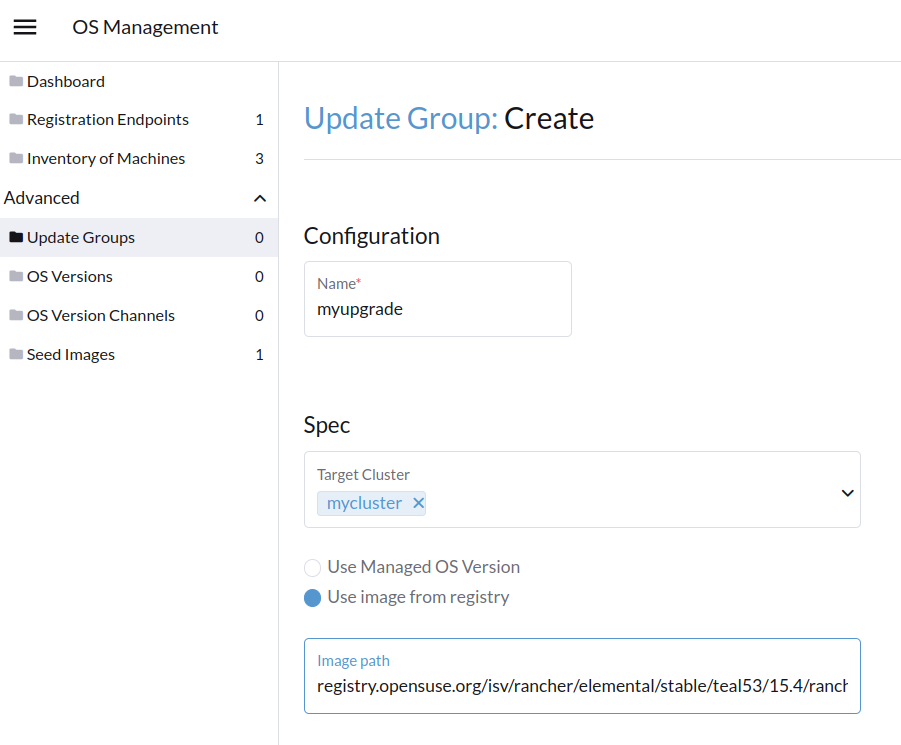 OS Management
Dashboard
Registration Endpoints 1
Inventory of Machines 3
Advanced
Update Groups 0
OS Versions 0
OS Version Channels 0
Seed Images 1
Update Group: Create
Configuration
Name*
myupgrade
Spec
Target Cluster
mycluster
Use Managed OS Version
Use image from registry
Image path
registry.opensuse.org/isv/rancher/elemental/stable/teal53/15.4/ranch